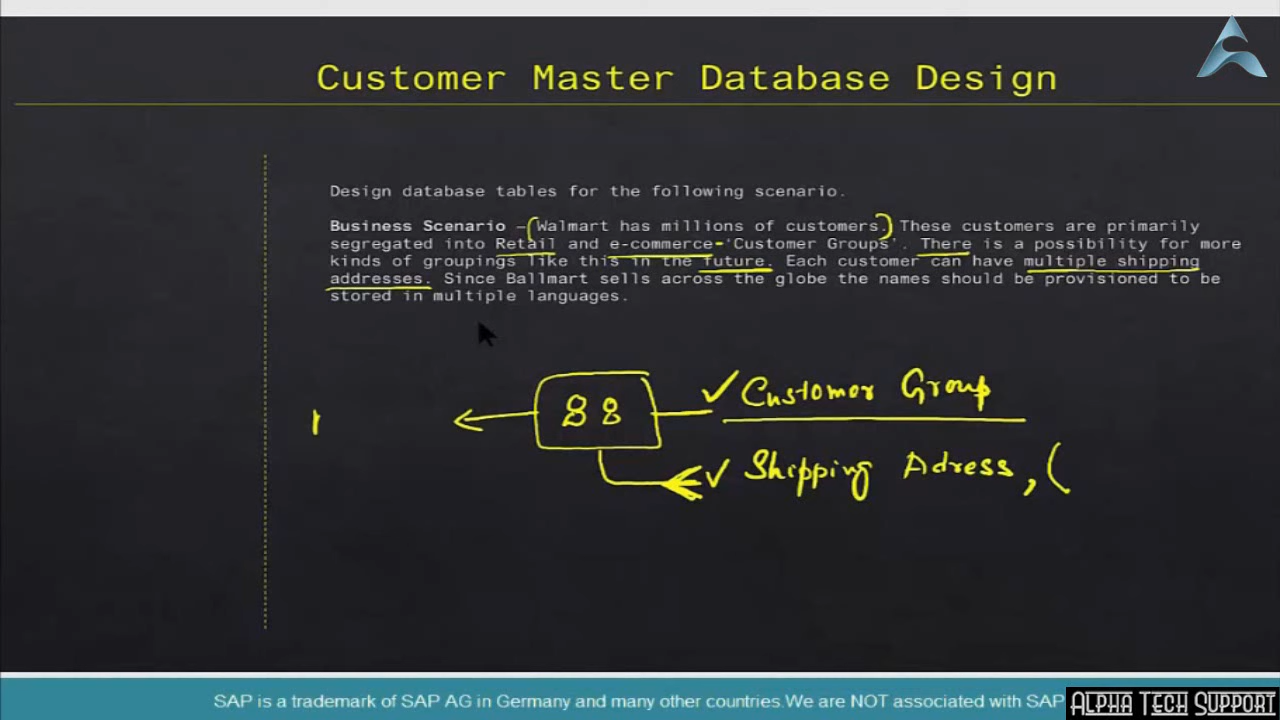 Customer Master Database Design
Design database tables for the following scenario.
Business Scenario – (Walmart has millions of customers.) These customers are primarily
segregated into Retail and e-commerce-'Customer Groups'. There is a possibility for more
kinds of groupings like this in the future. Each customer can have multiple shipping
addresses. Since Ballmart sells across the globe the names should be provisioned to be
stored in multiple languages.
✓ Customer Group
✓ Shipping Adress, (
SAP is a trademark of SAP AG in Germany and many other countries.We are NOT associated with SAP
ALPHA TECH SUPPORT